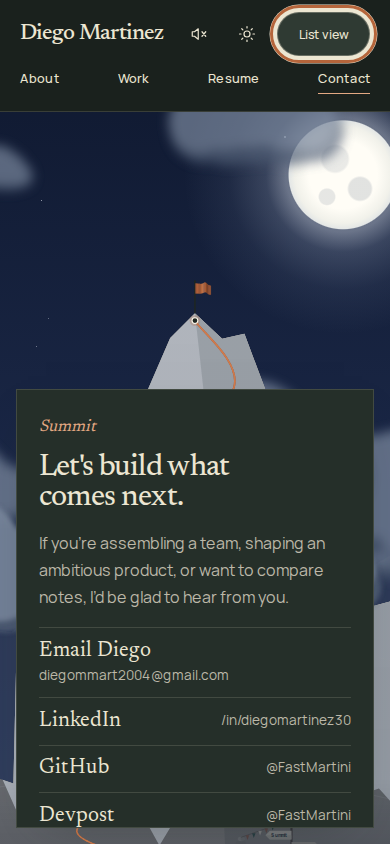 Diego Martinez
List view
About Work Resume Contact
Summit
Let's build what
comes next.
If you're assembling a team, shaping an
ambitious product, or want to compare
notes, I'd be glad to hear from you.
Email Diego
diegommart2004@gmail.com
LinkedIn /in/diegomartinez30
GitHub @FastMartini
Devpost @FastMartini
Summit